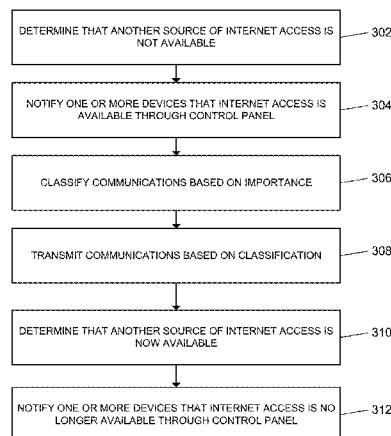 DETERMINE THAT ANOTHER SOURCE OF INTERNET ACCESS IS
NOT AVAILABLE
302
NOTIFY ONE OR MORE DEVICES THAT INTERNET ACCESS IS
AVAILABLE THROUGH CONTROL PANEL
304
CLASSIFY COMMUNICATIONS BASED ON IMPORTANCE
306
TRANSMIT COMMUNICATIONS BASED ON CLASSIFICATION
308
DETERMINE THAT ANOTHER SOURCE OF INTERNET ACCESS IS
NOW AVAILABLE
310
NOTIFY ONE OR MORE DEVICES THAT INTERNET ACCESS IS NO
LONGER AVAILABLE THROUGH CONTROL PANEL
312